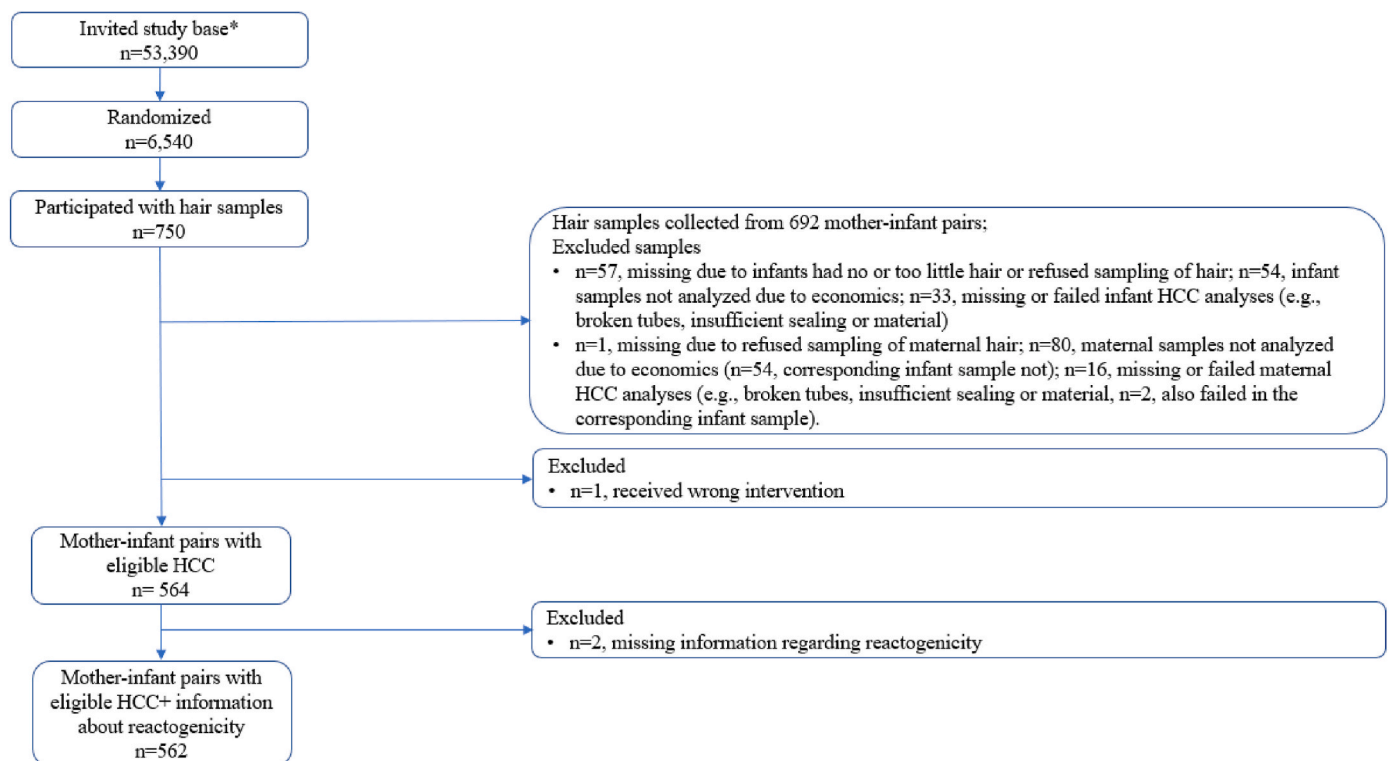 Invited study base*
n=53,390
Randomized
n=6,540
Participated with hair samples
n=750
Hair samples collected from 692 mother-infant pairs;
Excluded samples
• n=57, missing due to infants had no or too little hair or refused sampling of hair; n=54, infant
samples not analyzed due to economics; n=33, missing or failed infant HCC analyses (e.g.,
broken tubes, insufficient sealing or material)
• n=1, missing due to refused sampling of maternal hair; n=80, maternal samples not analyzed
due to economics (n=54, corresponding infant sample not); n=16, missing or failed maternal
HCC analyses (e.g., broken tubes, insufficient sealing or material, n=2, also failed in the
corresponding infant sample).
Excluded
• n=1, received wrong intervention
Mother-infant pairs with
eligible HCC
n= 564
Excluded
• n=2, missing information regarding reactogenicity
Mother-infant pairs with
eligible HCC+ information
about reactogenicity
n=562